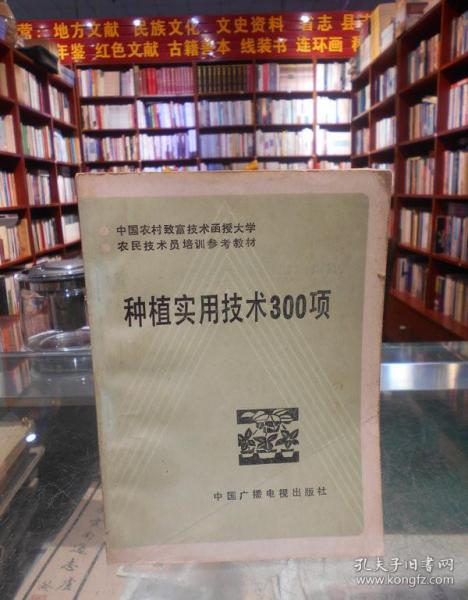 营：地方文献 民族文化 文史资料 省志 县
年鉴 红色文献 古籍善本 线装书 连环画
中国农村致富技术函授大学
农民技术员培训参考教材
种植实用技术300项
中国广播电视出版社
孔夫子旧书网
www.kongfz.com